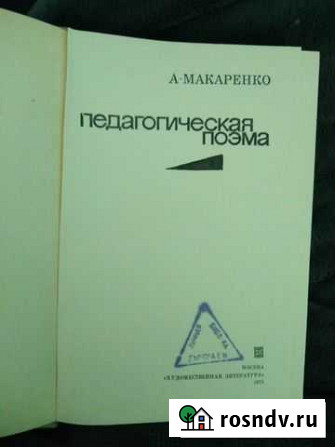 А·МАКАРЕНКО
ПЕДАГОГИЧЕСКАЯ
ПОЭМА
МОСКВА
«ХУДОЖЕСТВЕННАЯ ЛИТЕРАТУРА»
rosndv.ru